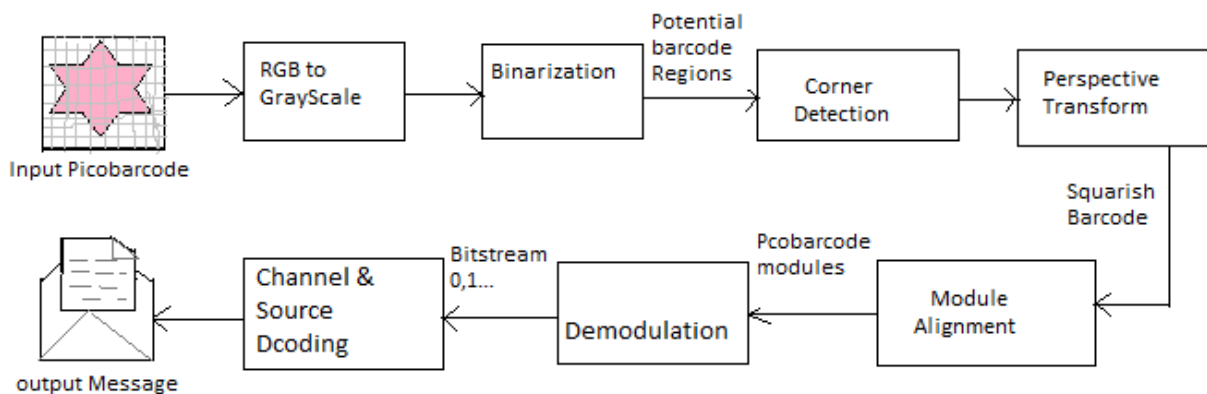 Input Picobarcode
RGB to
GrayScale
Binarization
Potential
barcode
Regions
Corner
Detection
Perspective
Transform
Squarish
Barcode
Module
Alignment
Pcobarcode
modules
Demodulation
Bitstream
0,1...
Channel &
Source
Dcoding
output Message